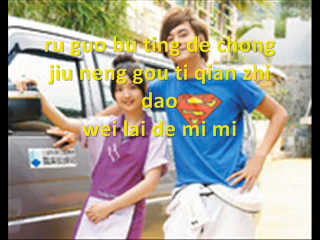 ru guo bu ting de chong
jiu neng gou ti qian zhi
dao
wei lai de mi mi